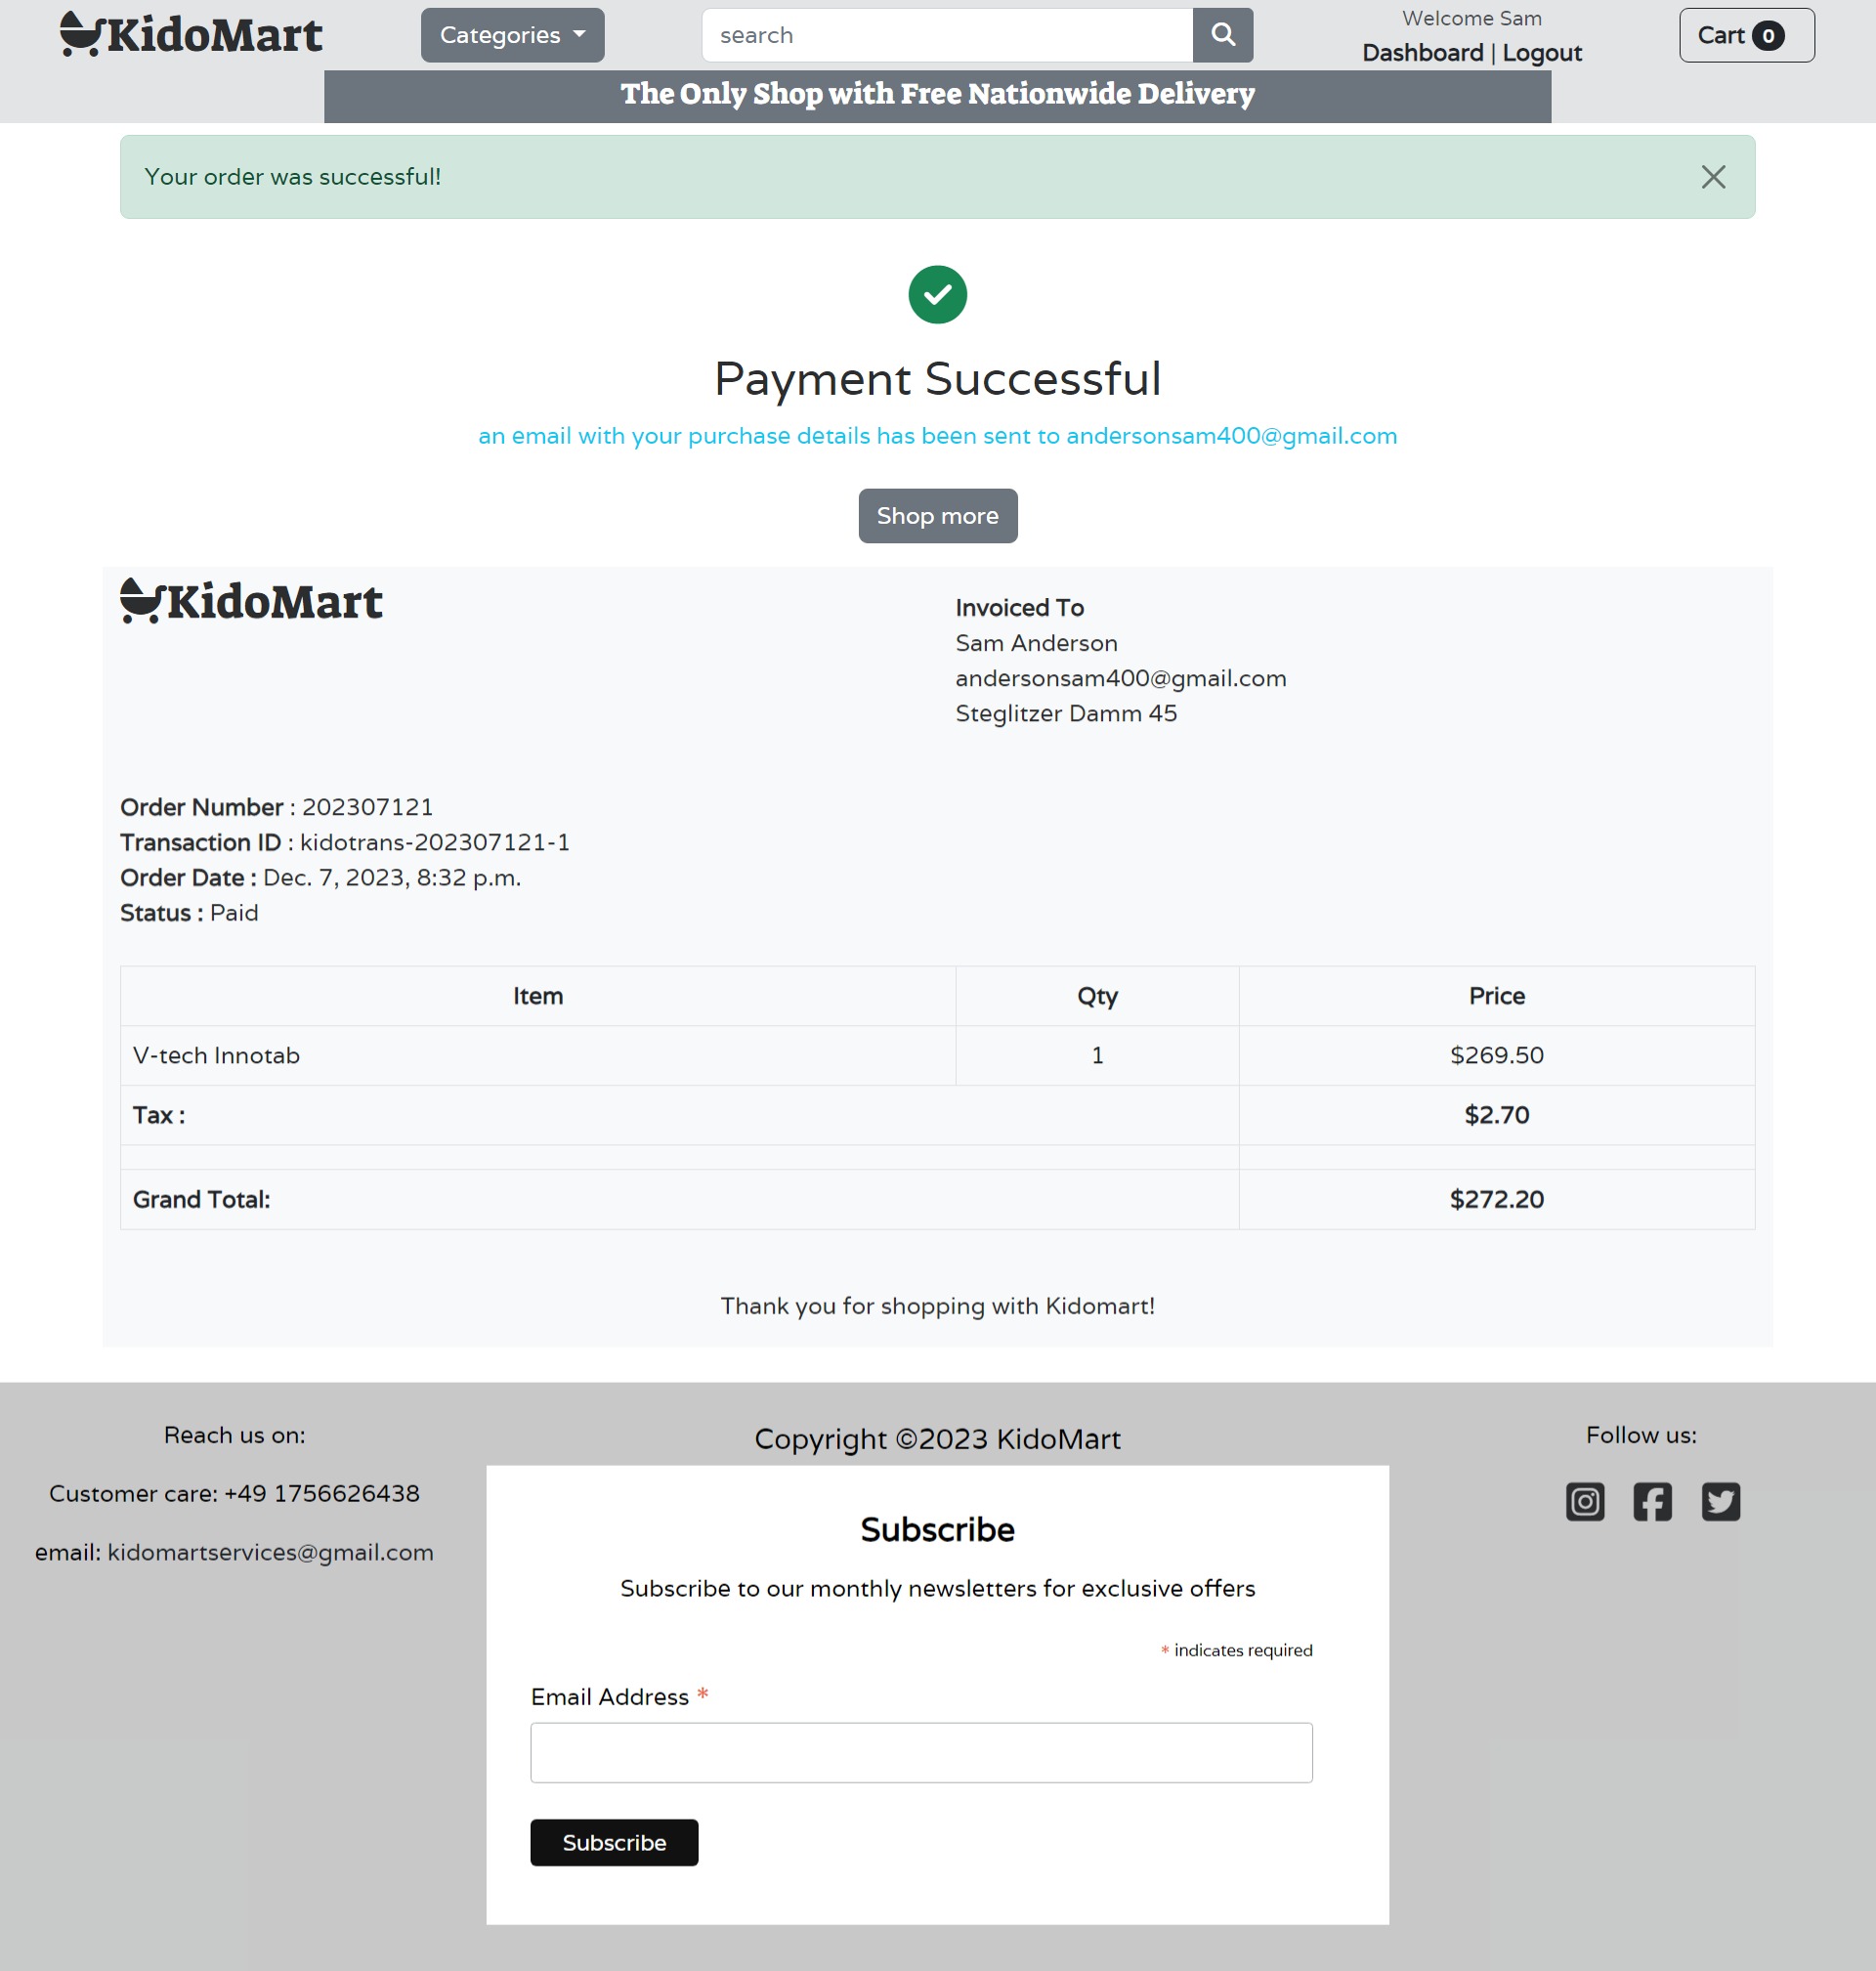 KidoMart
Categories
search
Welcome Sam
Dashboard | Logout
Cart 0
The Only Shop with Free Nationwide Delivery
Your order was successful!
Payment Successful
an email with your purchase details has been sent to andersonsam400@gmail.com
Shop more
KidoMart
Invoiced To
Sam Anderson
andersonsam400@gmail.com
Steglitzer Damm 45
Order Number : 202307121
Transaction ID : kidotrans-202307121-1
Order Date : Dec. 7, 2023, 8:32 p.m.
Status : Paid
Item Qty Price
V-tech Innotab 1 $269.50
Tax : $2.70
Grand Total: $272.20
Thank you for shopping with Kidomart!
Reach us on:
Customer care: +49 1756626438
email: kidomartservices@gmail.com
Copyright ©2023 KidoMart
Subscribe
Subscribe to our monthly newsletters for exclusive offers
* indicates required
Email Address *
Subscribe
Follow us: